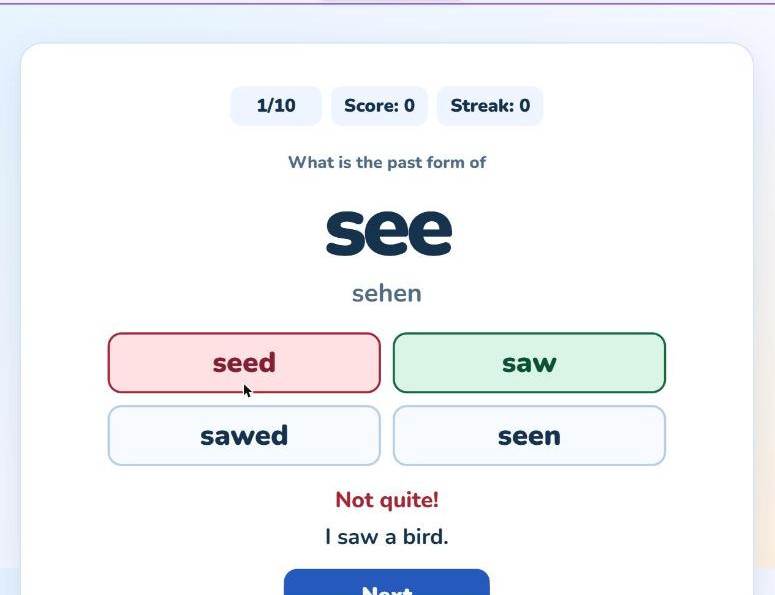 1/10 Score: 0 Streak: 0
What is the past form of
see
sehen
seed saw
sawed seen
Not quite!
I saw a bird.
Next